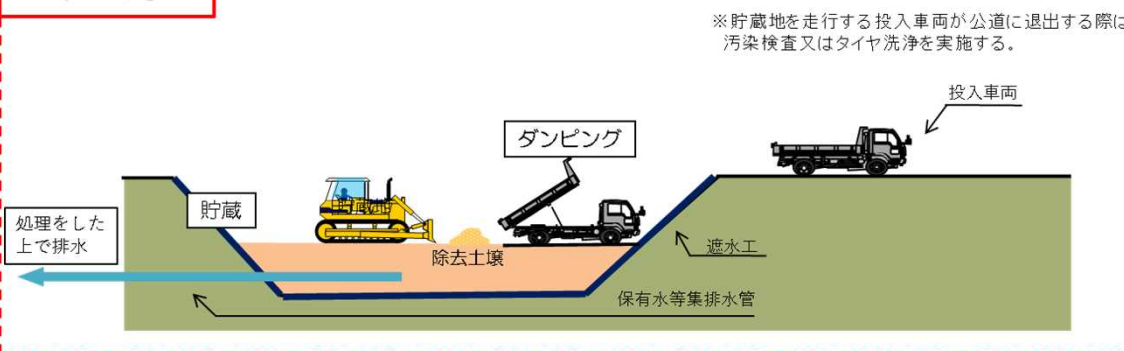 ※貯蔵地を走行する投入車両が公道に退出する際は
汚染検査又はタイヤ洗浄を実施する。
投入車両
ダンピング
貯蔵
処理をした
上で排水
除去土壌
遮水工
保有水等集排水管